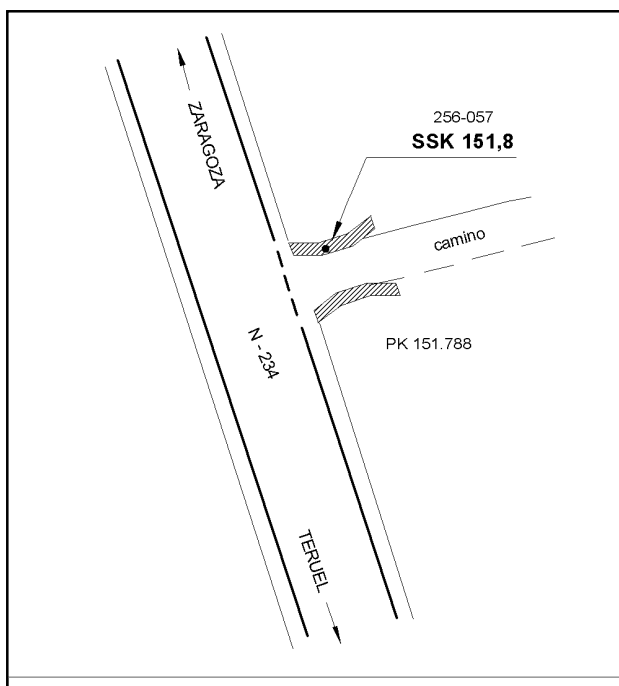 256-057
SSK 151,8
ZARAGOZA
camino
PK 151.788
N - 234
TERUEL